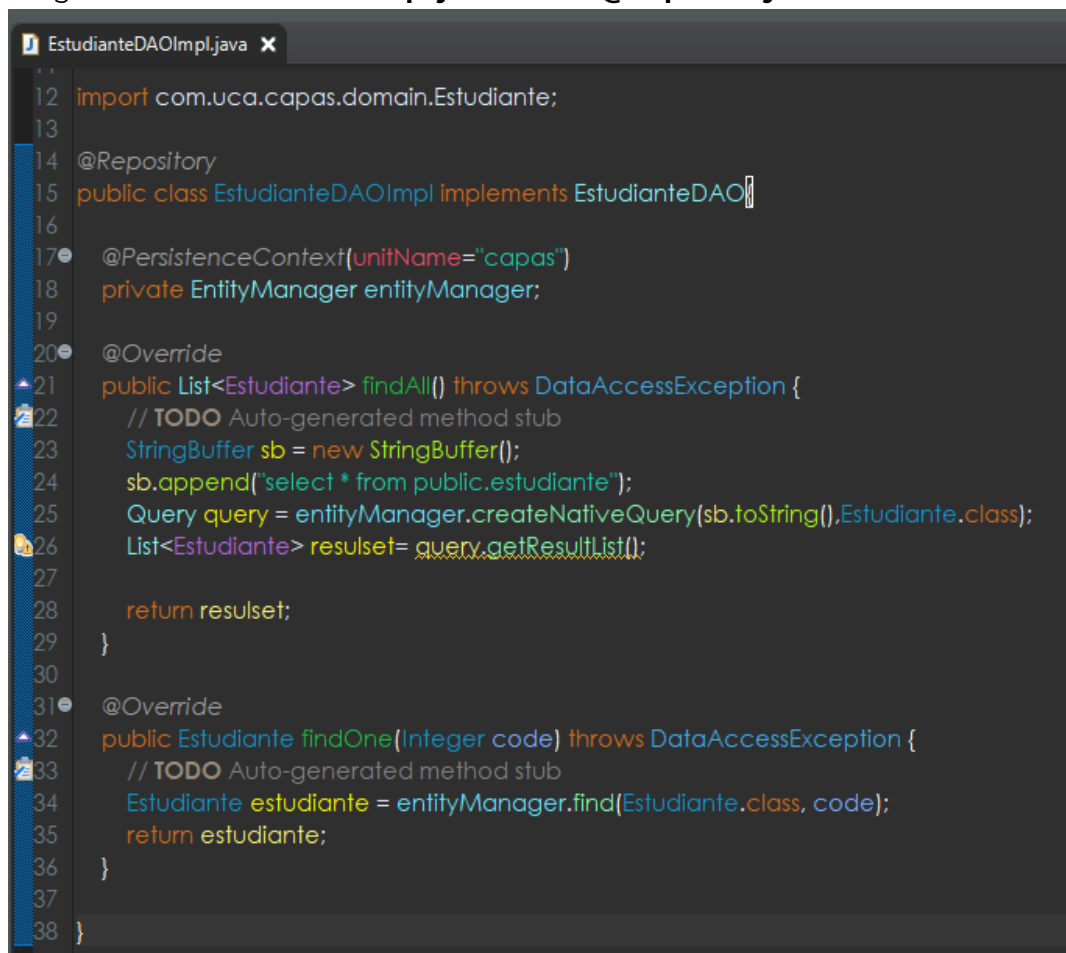 EstudianteDAOImpl.java
12 import com.uca.capas.domain.Estudiante;
13
14 @Repository
15 public class EstudianteDAOImpl implements EstudianteDAO{
16
17 @PersistenceContext(unitName="capas")
18 private EntityManager entityManager;
19
20 @Override
21 public List<Estudiante> findAll() throws DataAccessException {
22 // TODO Auto-generated method stub
23 StringBuffer sb = new StringBuffer();
24 sb.append("select * from public.estudiante");
25 Query query = entityManager.createNativeQuery(sb.toString(),Estudiante.class);
26 List<Estudiante> resulset= query.getResultList();
27
28 return resulset;
29 }
30
31 @Override
32 public Estudiante findOne(Integer code) throws DataAccessException {
33 // TODO Auto-generated method stub
34 Estudiante estudiante = entityManager.find(Estudiante.class, code);
35 return estudiante;
36 }
37
38 }